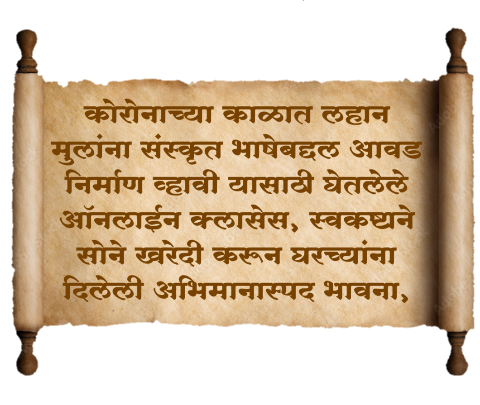 कोरोनाच्या काळात लहान
मुलांना संस्कृत भाषेबद्दल आवड
निर्माण व्हावी यासाठी घेतलेले
ऑनलाईन क्लासेस, स्वकष्टाने
सोने खरेदी करून घरच्यांना
दिलेली अभिमानास्पद भावना,